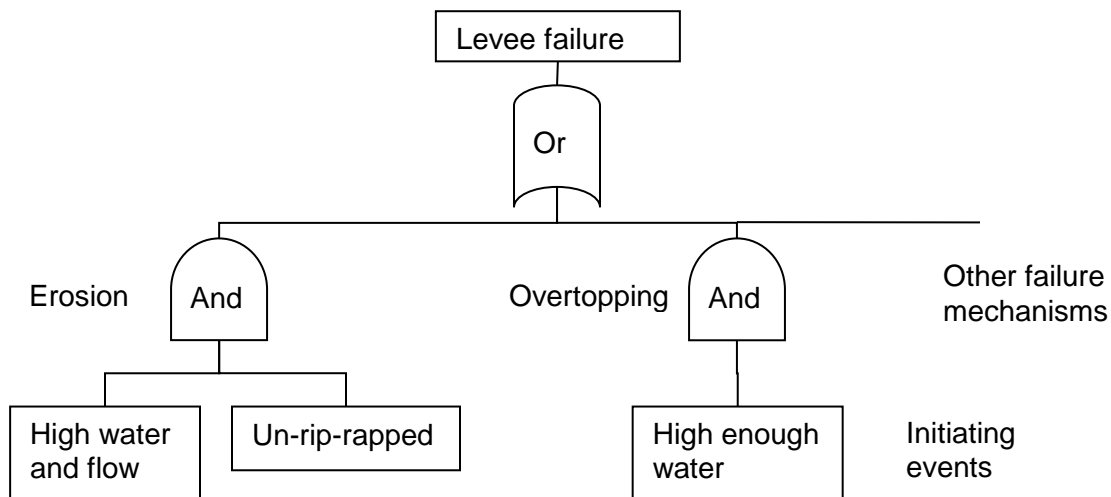 Levee failure
Or
Erosion
And
Overtopping
And
Other failure
mechanisms
High water
and flow
Un-rip-rapped
High enough
water
Initiating
events